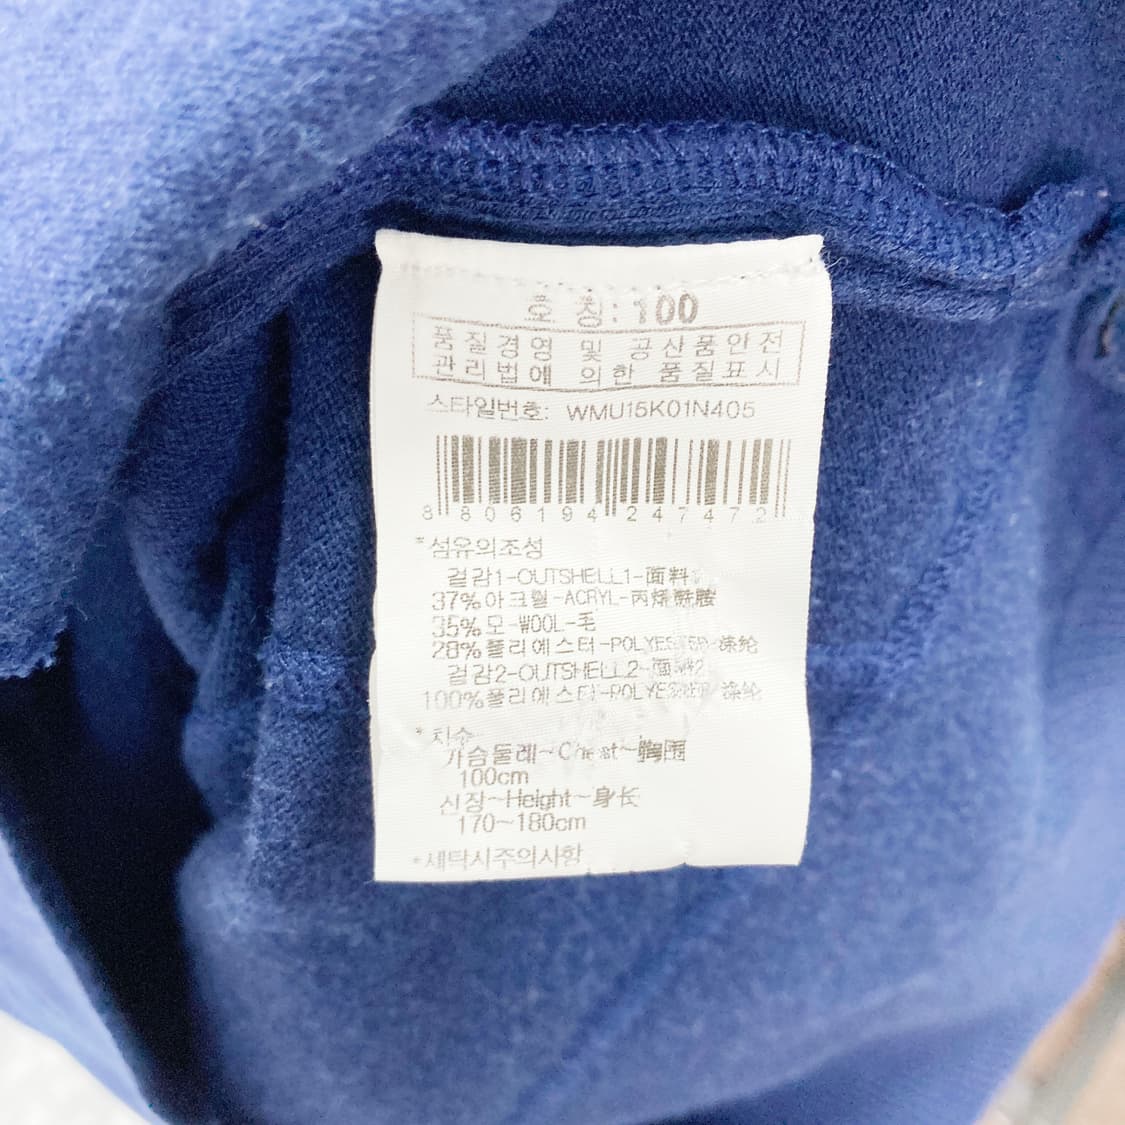 호 칭: 100
품질경영 및 공산품안전
관리법에 의한 품질표시
스타일번호: WMU15K01N405
8 806194 247472
*섬유의조성
겉감1-OUTSHELL1-面料
37%아크릴-ACRYL-丙烯酰胺
35%모-WOOL-毛
28%폴리에스터-POLYESTER-涤纶
겉감2-OUTSHELL2-面料2
100%폴리에스터-POLYESTER-涤纶
*치수
가슴둘레~Chest~胸围
100cm
신장~Height~身长
170~180cm
*세탁시주의사항